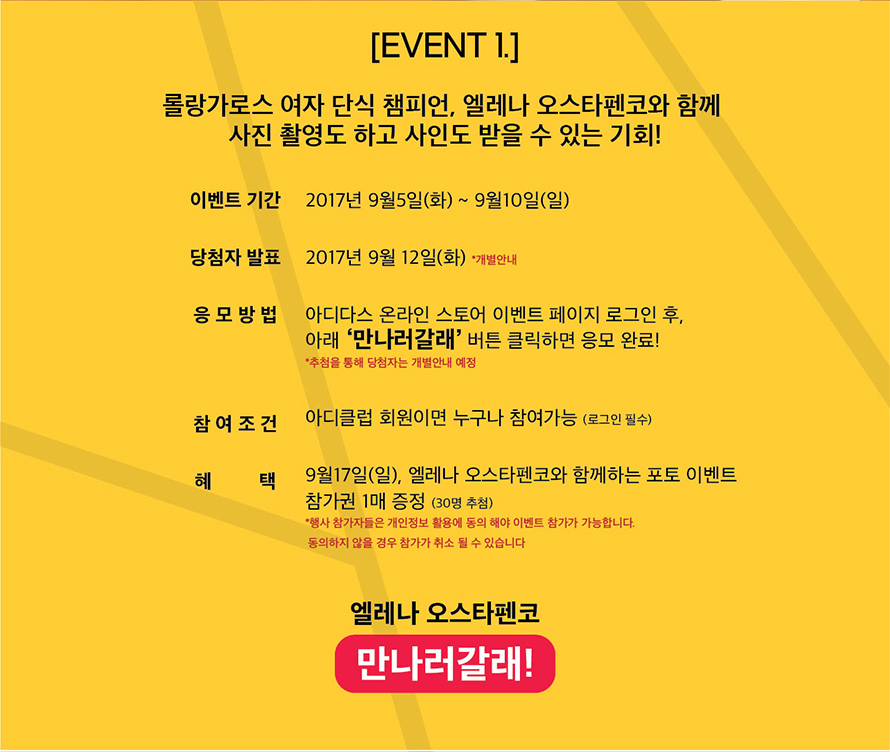 [EVENT 1.]
롤랑가로스 여자 단식 챔피언, 엘레나 오스타펜코와 함께
사진 촬영도 하고 사인도 받을 수 있는 기회!
이벤트 기간 2017년 9월5일(화) ~ 9월10일(일)
당첨자 발표 2017년 9월 12일(화) *개별안내
응 모 방 법 아디다스 온라인 스토어 이벤트 페이지 로그인 후,
아래 ‘만나러갈래’ 버튼 클릭하면 응모 완료!
*추첨을 통해 당첨자는 개별안내 예정
참 여 조 건 아디클럽 회원이면 누구나 참여가능 (로그인 필수)
혜 택 9월17일(일), 엘레나 오스타펜코와 함께하는 포토 이벤트
참가권 1매 증정 (30명 추첨)
*행사 참가자들은 개인정보 활용에 동의 해야 이벤트 참가가 가능합니다.
동의하지 않을 경우 참가가 취소 될 수 있습니다
엘레나 오스타펜코
만나러갈래!